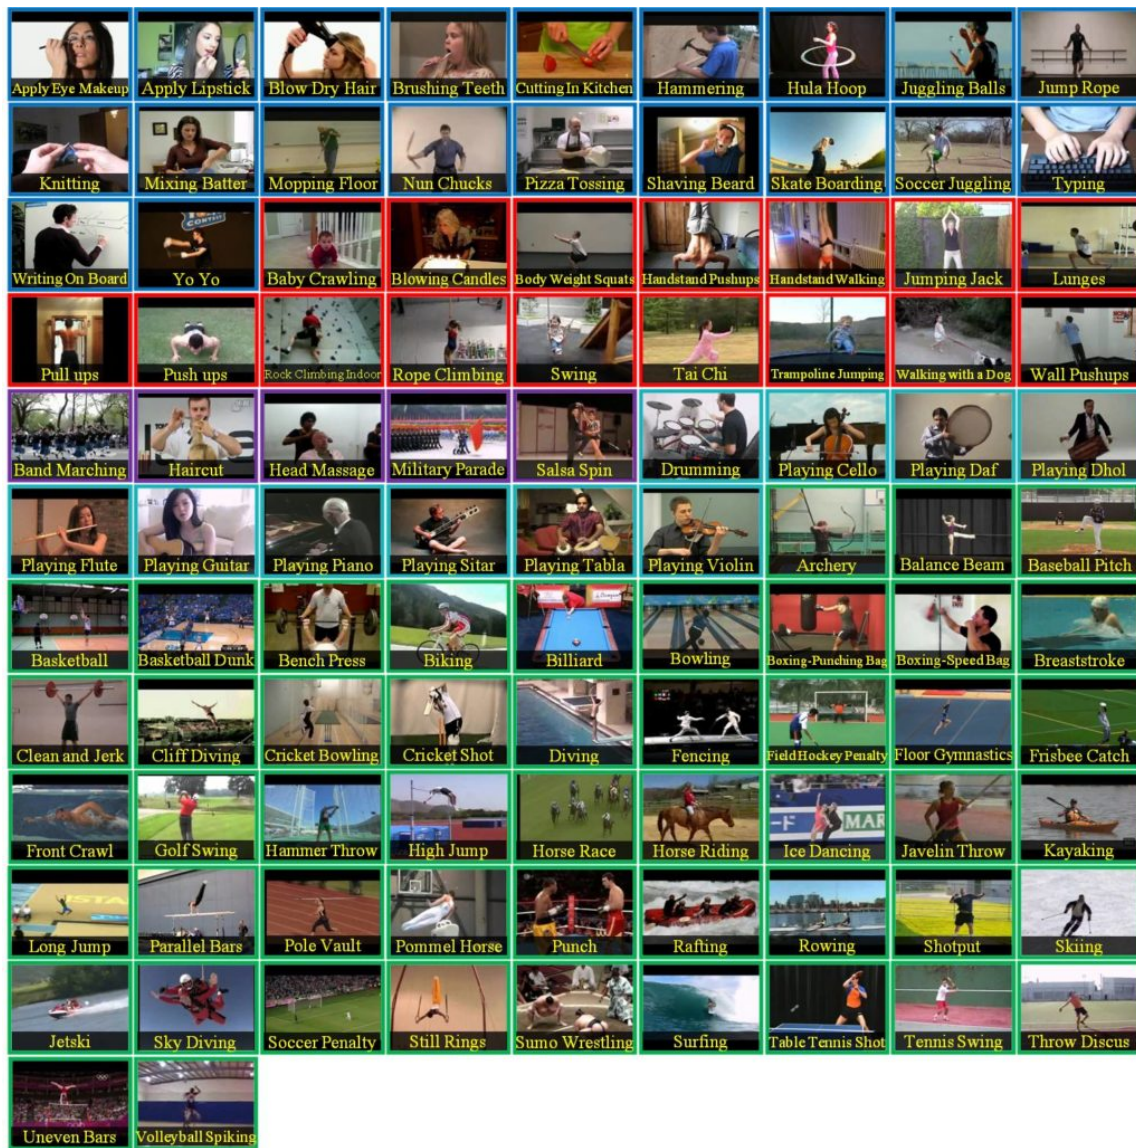 Apply Eye Makeup
Apply Lipstick
Blow Dry Hair
Brushing Teeth
Cutting In Kitchen
Hammering
Hula Hoop
Juggling Balls
Jump Rope
Knitting
Mixing Batter
Mopping Floor
Nun Chucks
Pizza Tossing
Shaving Beard
Skate Boarding
Soccer Juggling
Typing
Writing On Board
Yo Yo
Baby Crawling
Blowing Candles
Body Weight Squats
Handstand Pushups
Handstand Walking
Jumping Jack
Lunges
Pull ups
Push ups
Rock Climbing Indoor
Rope Climbing
Swing
Tai Chi
Trampoline Jumping
Walking with a Dog
Wall Pushups
Band Marching
Haircut
Head Massage
Military Parade
Salsa Spin
Drumming
Playing Cello
Playing Daf
Playing Dhol
Playing Flute
Playing Guitar
Playing Piano
Playing Sitar
Playing Tabla
Playing Violin
Archery
Balance Beam
Baseball Pitch
Basketball
Basketball Dunk
Bench Press
Biking
Billiard
Bowling
Boxing-Punching Bag
Boxing-Speed Bag
Breaststroke
Clean and Jerk
Cliff Diving
Cricket Bowling
Cricket Shot
Diving
Fencing
Field Hockey Penalty
Floor Gymnastics
Frisbee Catch
Front Crawl
Golf Swing
Hammer Throw
High Jump
Horse Race
Horse Riding
MAR
Ice Dancing
Javelin Throw
Kayaking
Long Jump
Parallel Bars
Pole Vault
Pommel Horse
Punch
Rafting
Rowing
Shotput
Skiing
Jetski
Sky Diving
Soccer Penalty
Still Rings
Sumo Wrestling
Surfing
Table Tennis Shot
Tennis Swing
Throw Discus
Uneven Bars
Volleyball Spiking